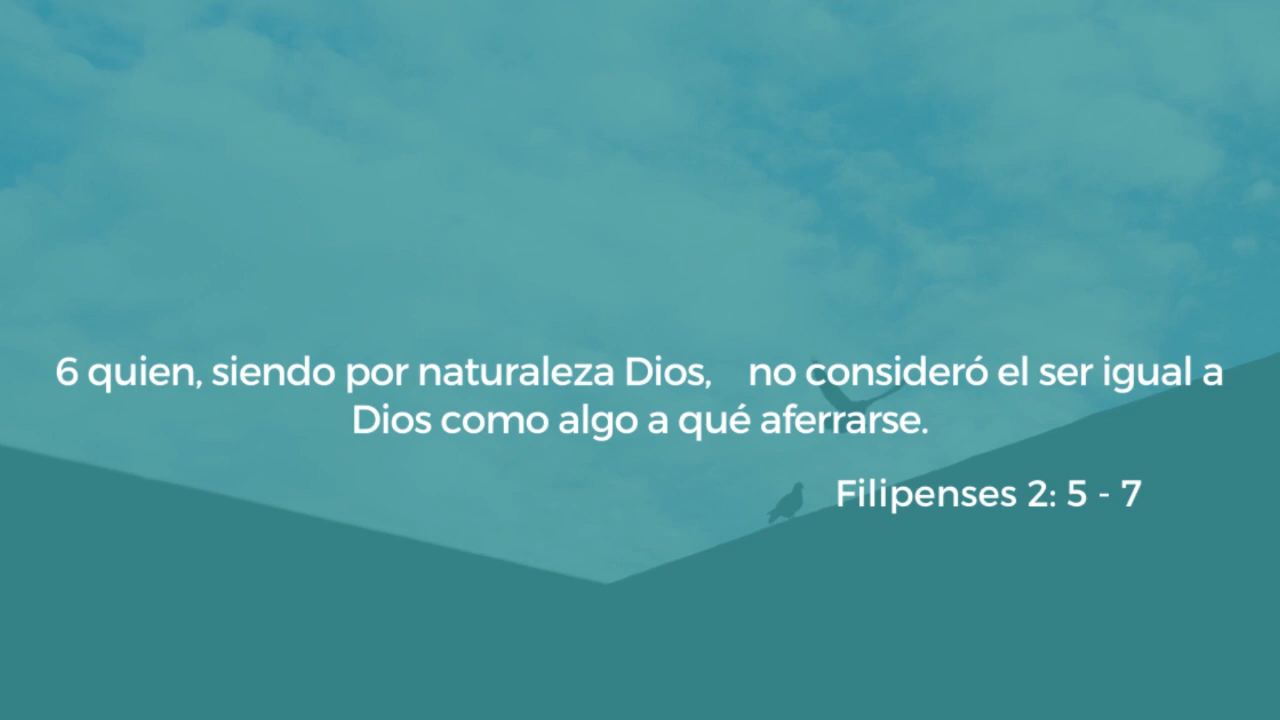 6 quien, siendo por naturaleza Dios, no consideró el ser igual a
Dios como algo a qué aferrarse.
Filipenses 2: 5 - 7